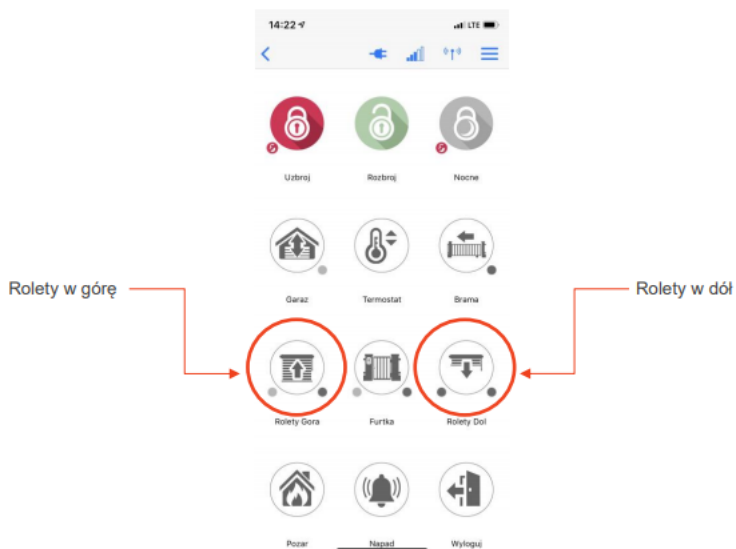 14:22
LTE
Uzbroj
Rozbroj
Nocne
Garaz
Termostat
Brama
Rolety w górę
Rolety w dół
Rolety Gora
Furtka
Rolety Dol
Pozar
Napad
Wyloguj